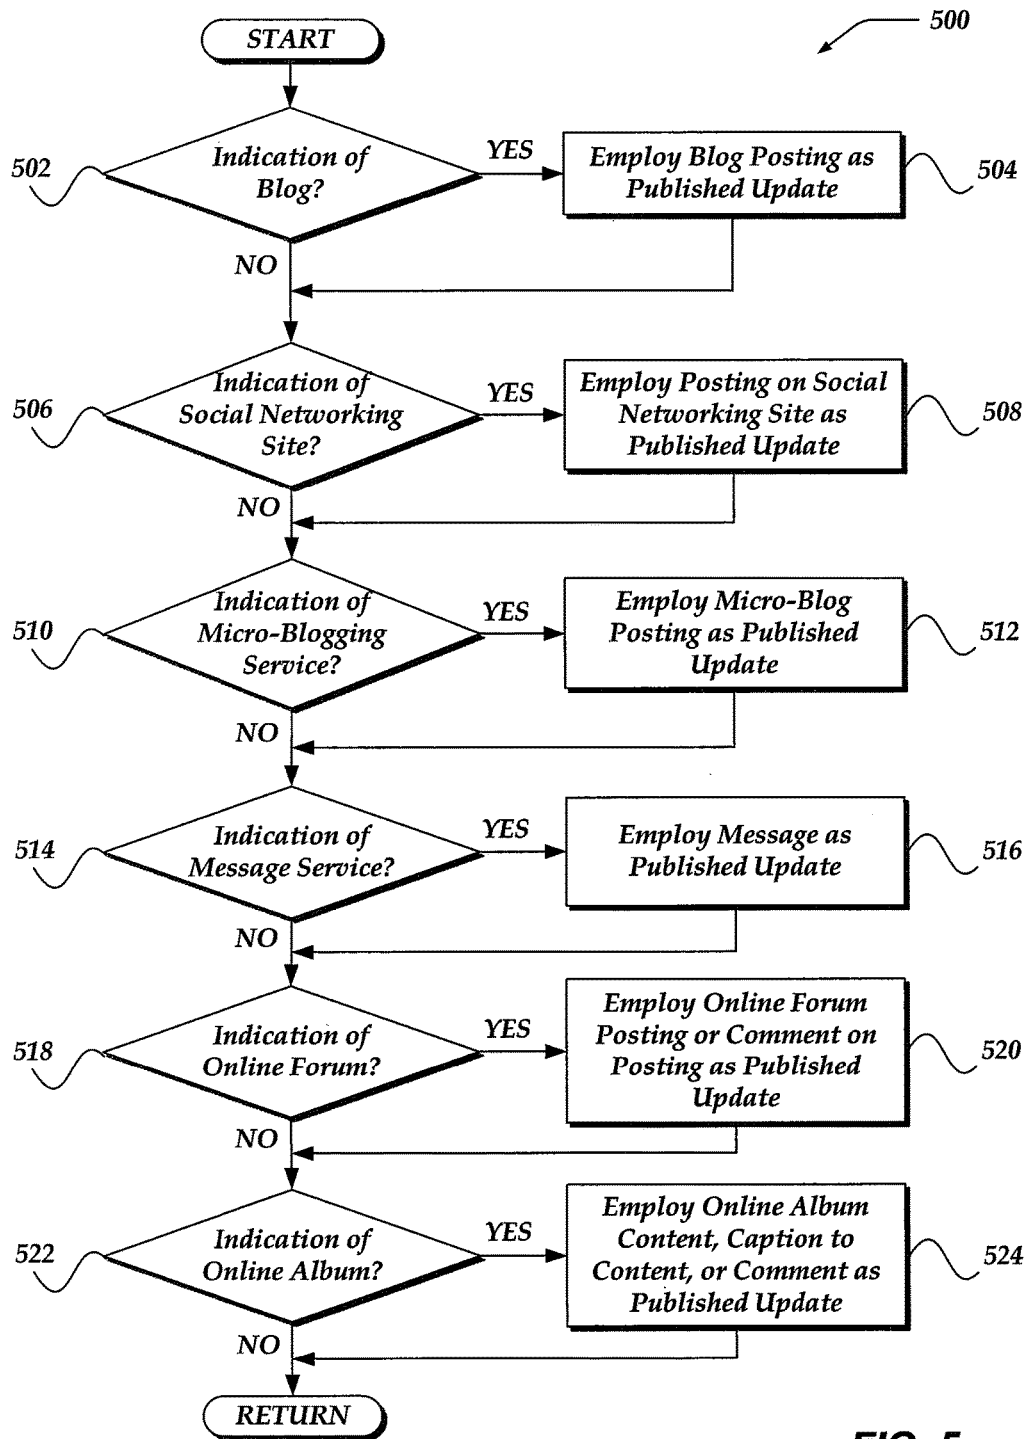 START
500
502
Indication of
Blog?
YES
Employ Blog Posting as
Published Update
504
NO
506
Indication of
Social Networking
Site?
YES
Employ Posting on Social
Networking Site as
Published Update
508
NO
510
Indication of
Micro-Blogging
Service?
YES
Employ Micro-Blog
Posting as Published
Update
512
NO
514
Indication of
Message Service?
YES
Employ Message as
Published Update
516
NO
518
Indication of
Online Forum?
YES
Employ Online Forum
Posting or Comment on
Posting as Published
Update
520
NO
522
Indication of
Online Album?
YES
Employ Online Album
Content, Caption to
Content, or Comment as
Published Update
524
NO
RETURN
FIG. 5